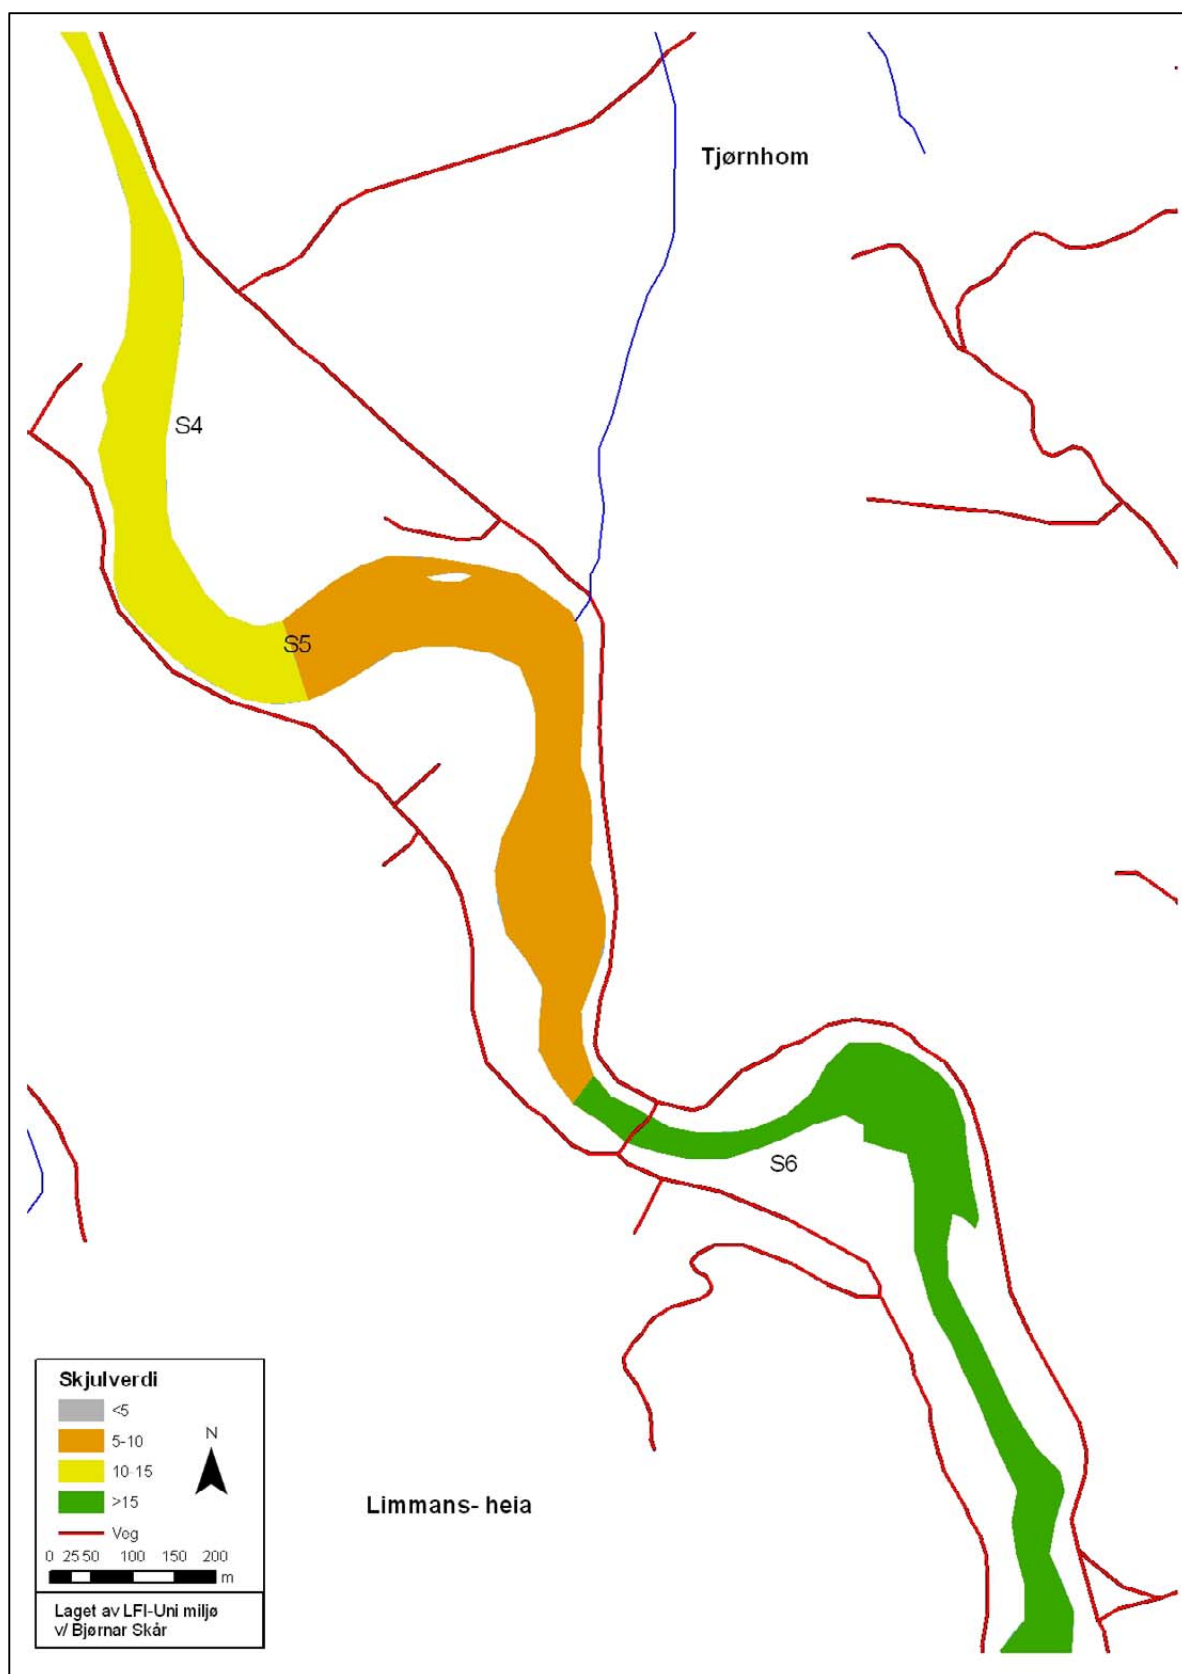 Tjørnhom
S4
S5
S6
Skjulverdi
<5
5-10
10-15
>15
Veg
N
0 25 50 100 150 200
m
Limmans- heia
Laget av LFI-Uni miljø
v/ Bjørnar Skår